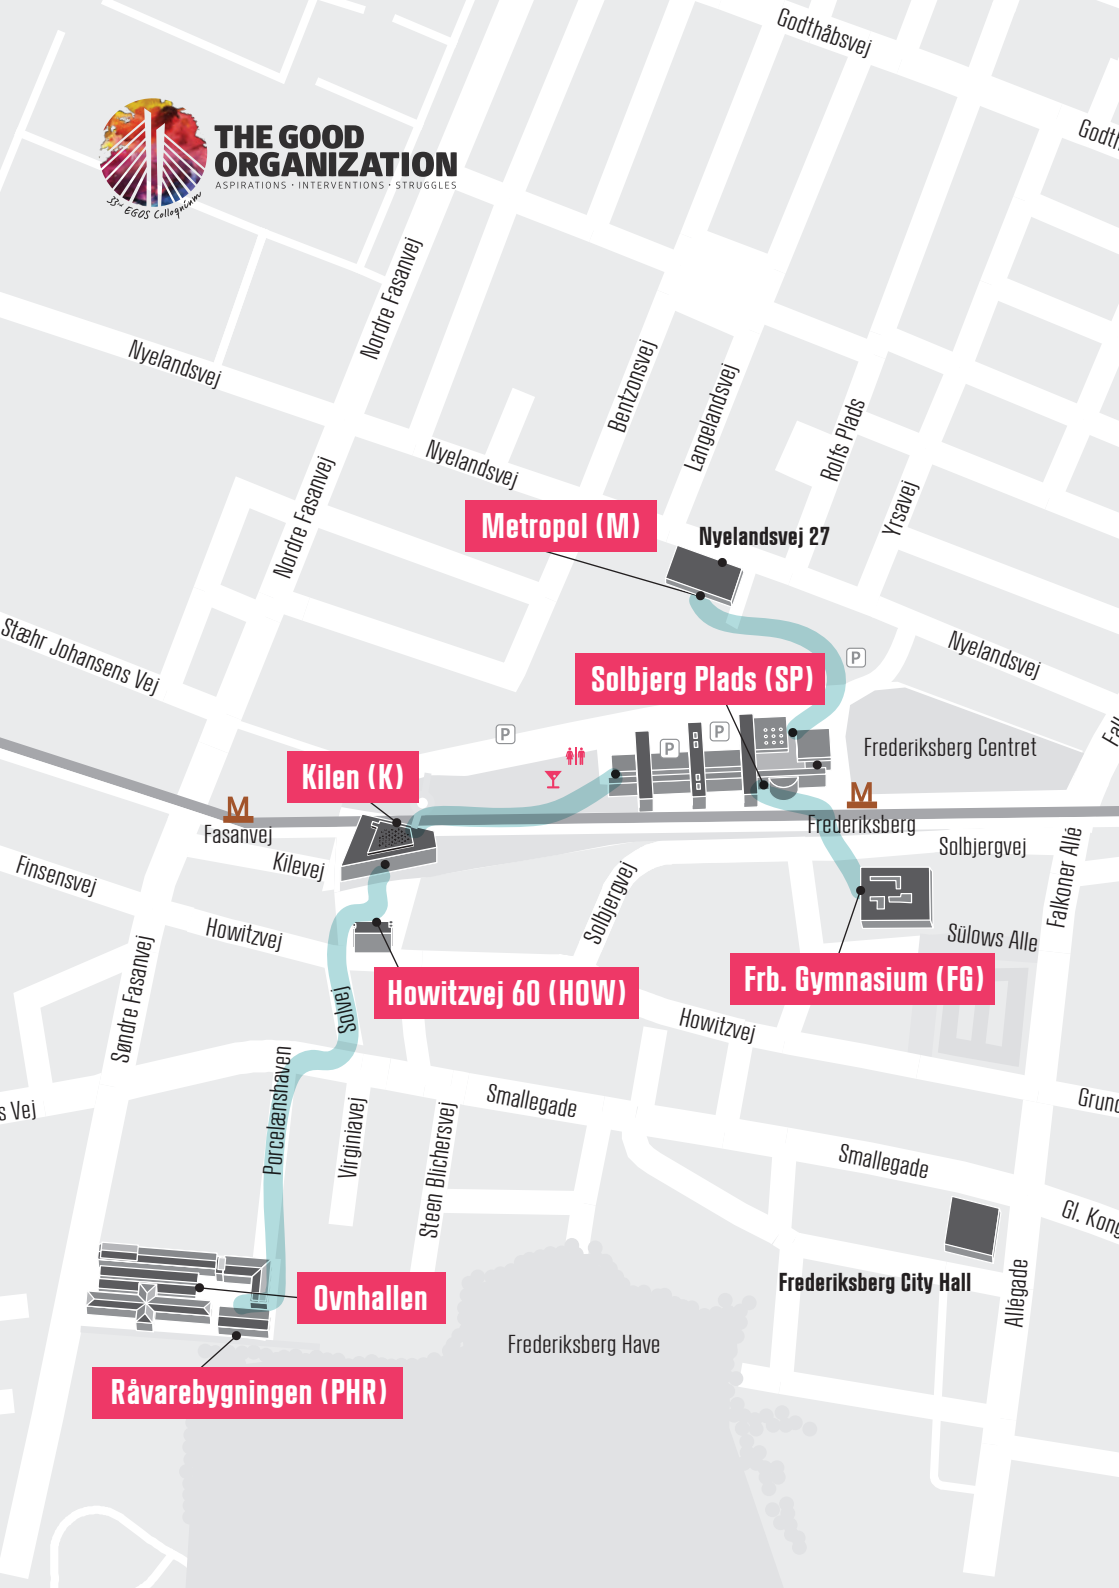 Godthåbsvej
THE GOOD
ORGANIZATION
ASPIRATIONS · INTERVENTIONS · STRUGGLES
33rd EGOS Colloquium
Nordre Fasanvej
Nyelandsvej
Bentzonsvej
Langelandsvej
Rolfs Plads
Nyelandsvej
Yrsavej
Nordre Fasanvej
Metropol (M)
Nyelandsvej 27
Stæhr Johansens Vej
Nyelandsvej
P
Solbjerg Plads (SP)
P
P
P
Frederiksberg Centret
Kilen (K)
M
Fasanvej
M
Frederiksberg
Kilevej
Solbjergvej
Finsensvej
Falkoner Allé
Solbjergvej
Howitzvej
Sülows Alle
Søndre Fasanvej
Frb. Gymnasium (FG)
Howitzvej 60 (HOW)
Solvej
Howitzvej
Porcelænshaven
s Vej
Smallegade
Virginiavej
Steen Blichersvej
Smallegade
Gl. Kong
Frederiksberg City Hall
Allégade
Ovnhallen
Frederiksberg Have
Råvarebygningen (PHR)